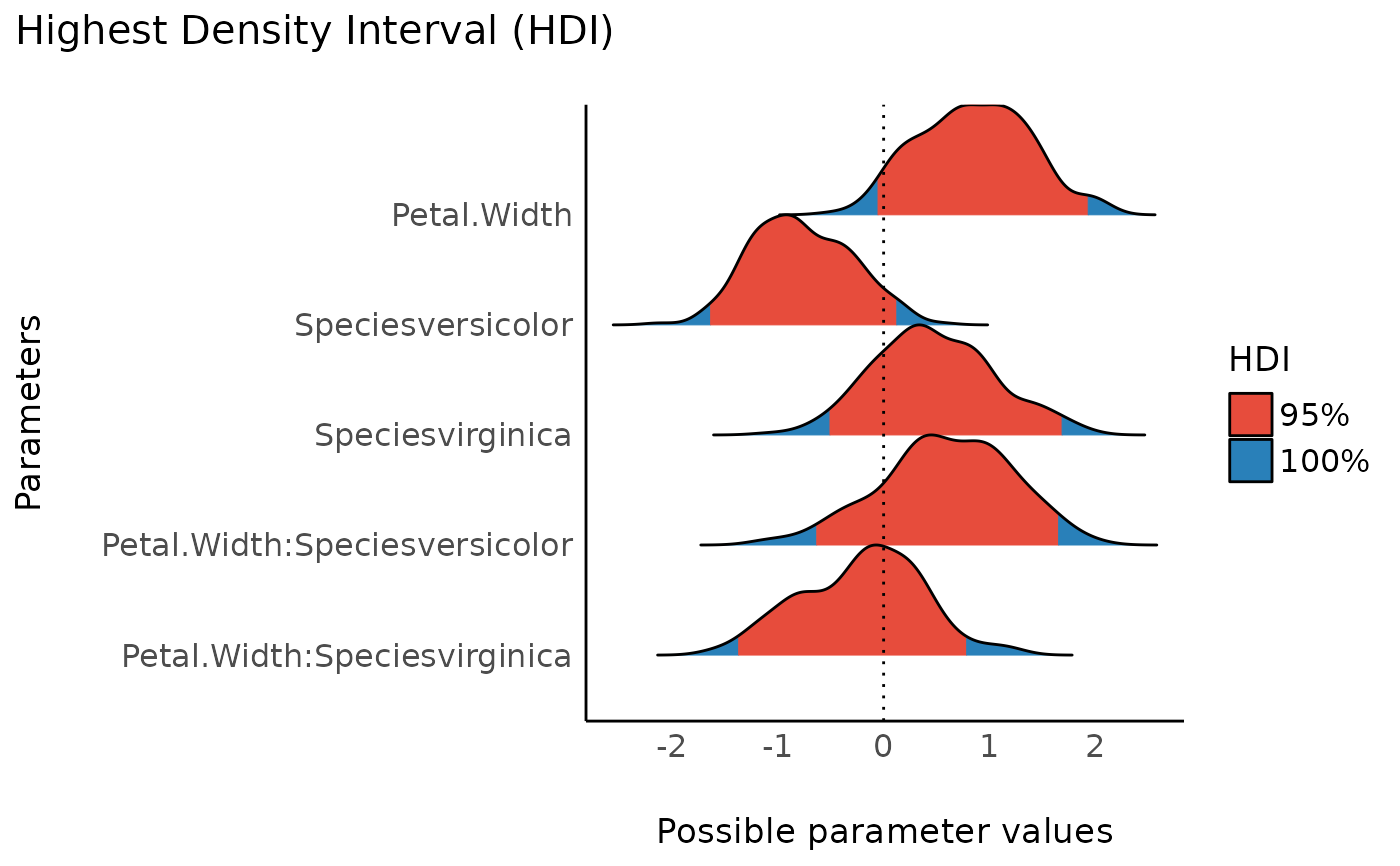 Highest Density Interval (HDI)
Parameters
Petal.Width
Speciesversicolor
Speciesvirginica
Petal.Width:Speciesversicolor
Petal.Width:Speciesvirginica
-2 -1 0 1 2
Possible parameter values
HDI
95%
100%